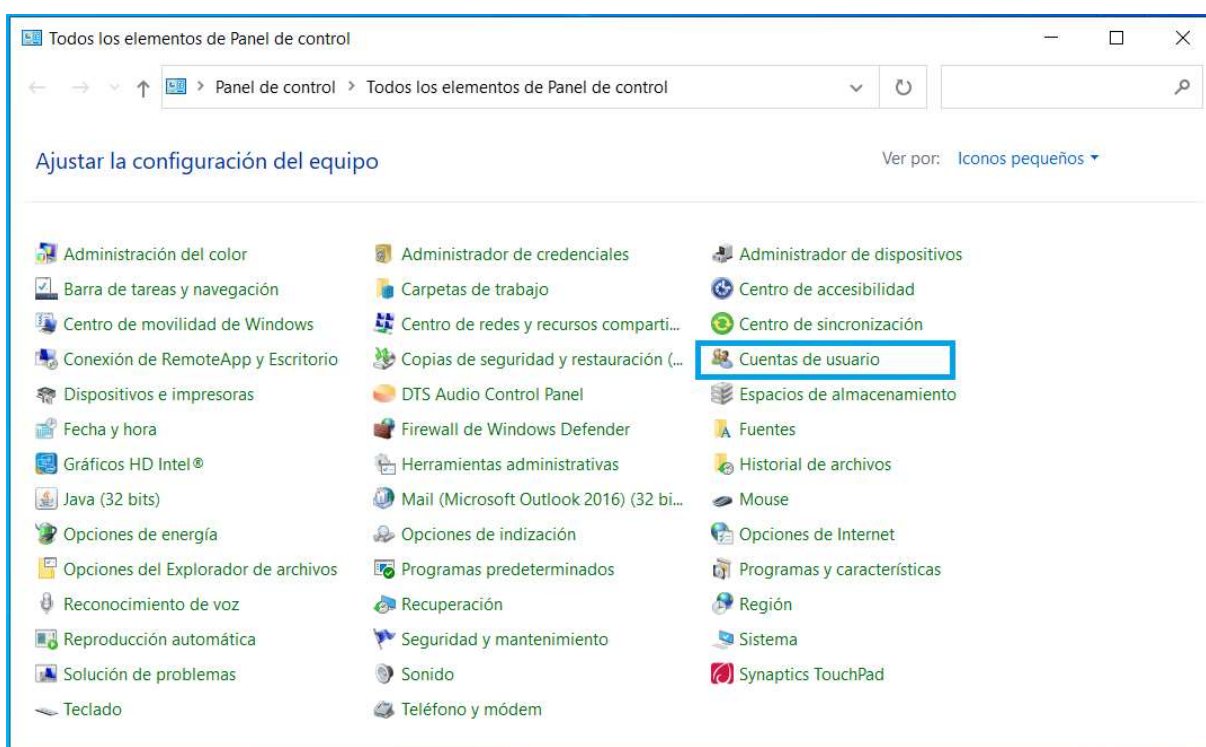 Todos los elementos de Panel de control
Panel de control > Todos los elementos de Panel de control
Ajustar la configuración del equipo Ver por: Iconos pequeños
Administración del color Administrador de credenciales Administrador de dispositivos
Barra de tareas y navegación Carpetas de trabajo Centro de accesibilidad
Centro de movilidad de Windows Centro de redes y recursos comparti... Centro de sincronización
Conexión de RemoteApp y Escritorio Copias de seguridad y restauración (... Cuentas de usuario
Dispositivos e impresoras DTS Audio Control Panel Espacios de almacenamiento
Fecha y hora Firewall de Windows Defender Fuentes
Gráficos HD Intel® Herramientas administrativas Historial de archivos
Java (32 bits) Mail (Microsoft Outlook 2016) (32 bi... Mouse
Opciones de energía Opciones de indización Opciones de Internet
Opciones del Explorador de archivos Programas predeterminados Programas y características
Reconocimiento de voz Recuperación Región
Reproducción automática Seguridad y mantenimiento Sistema
Solución de problemas Sonido Synaptics TouchPad
Teclado Teléfono y módem